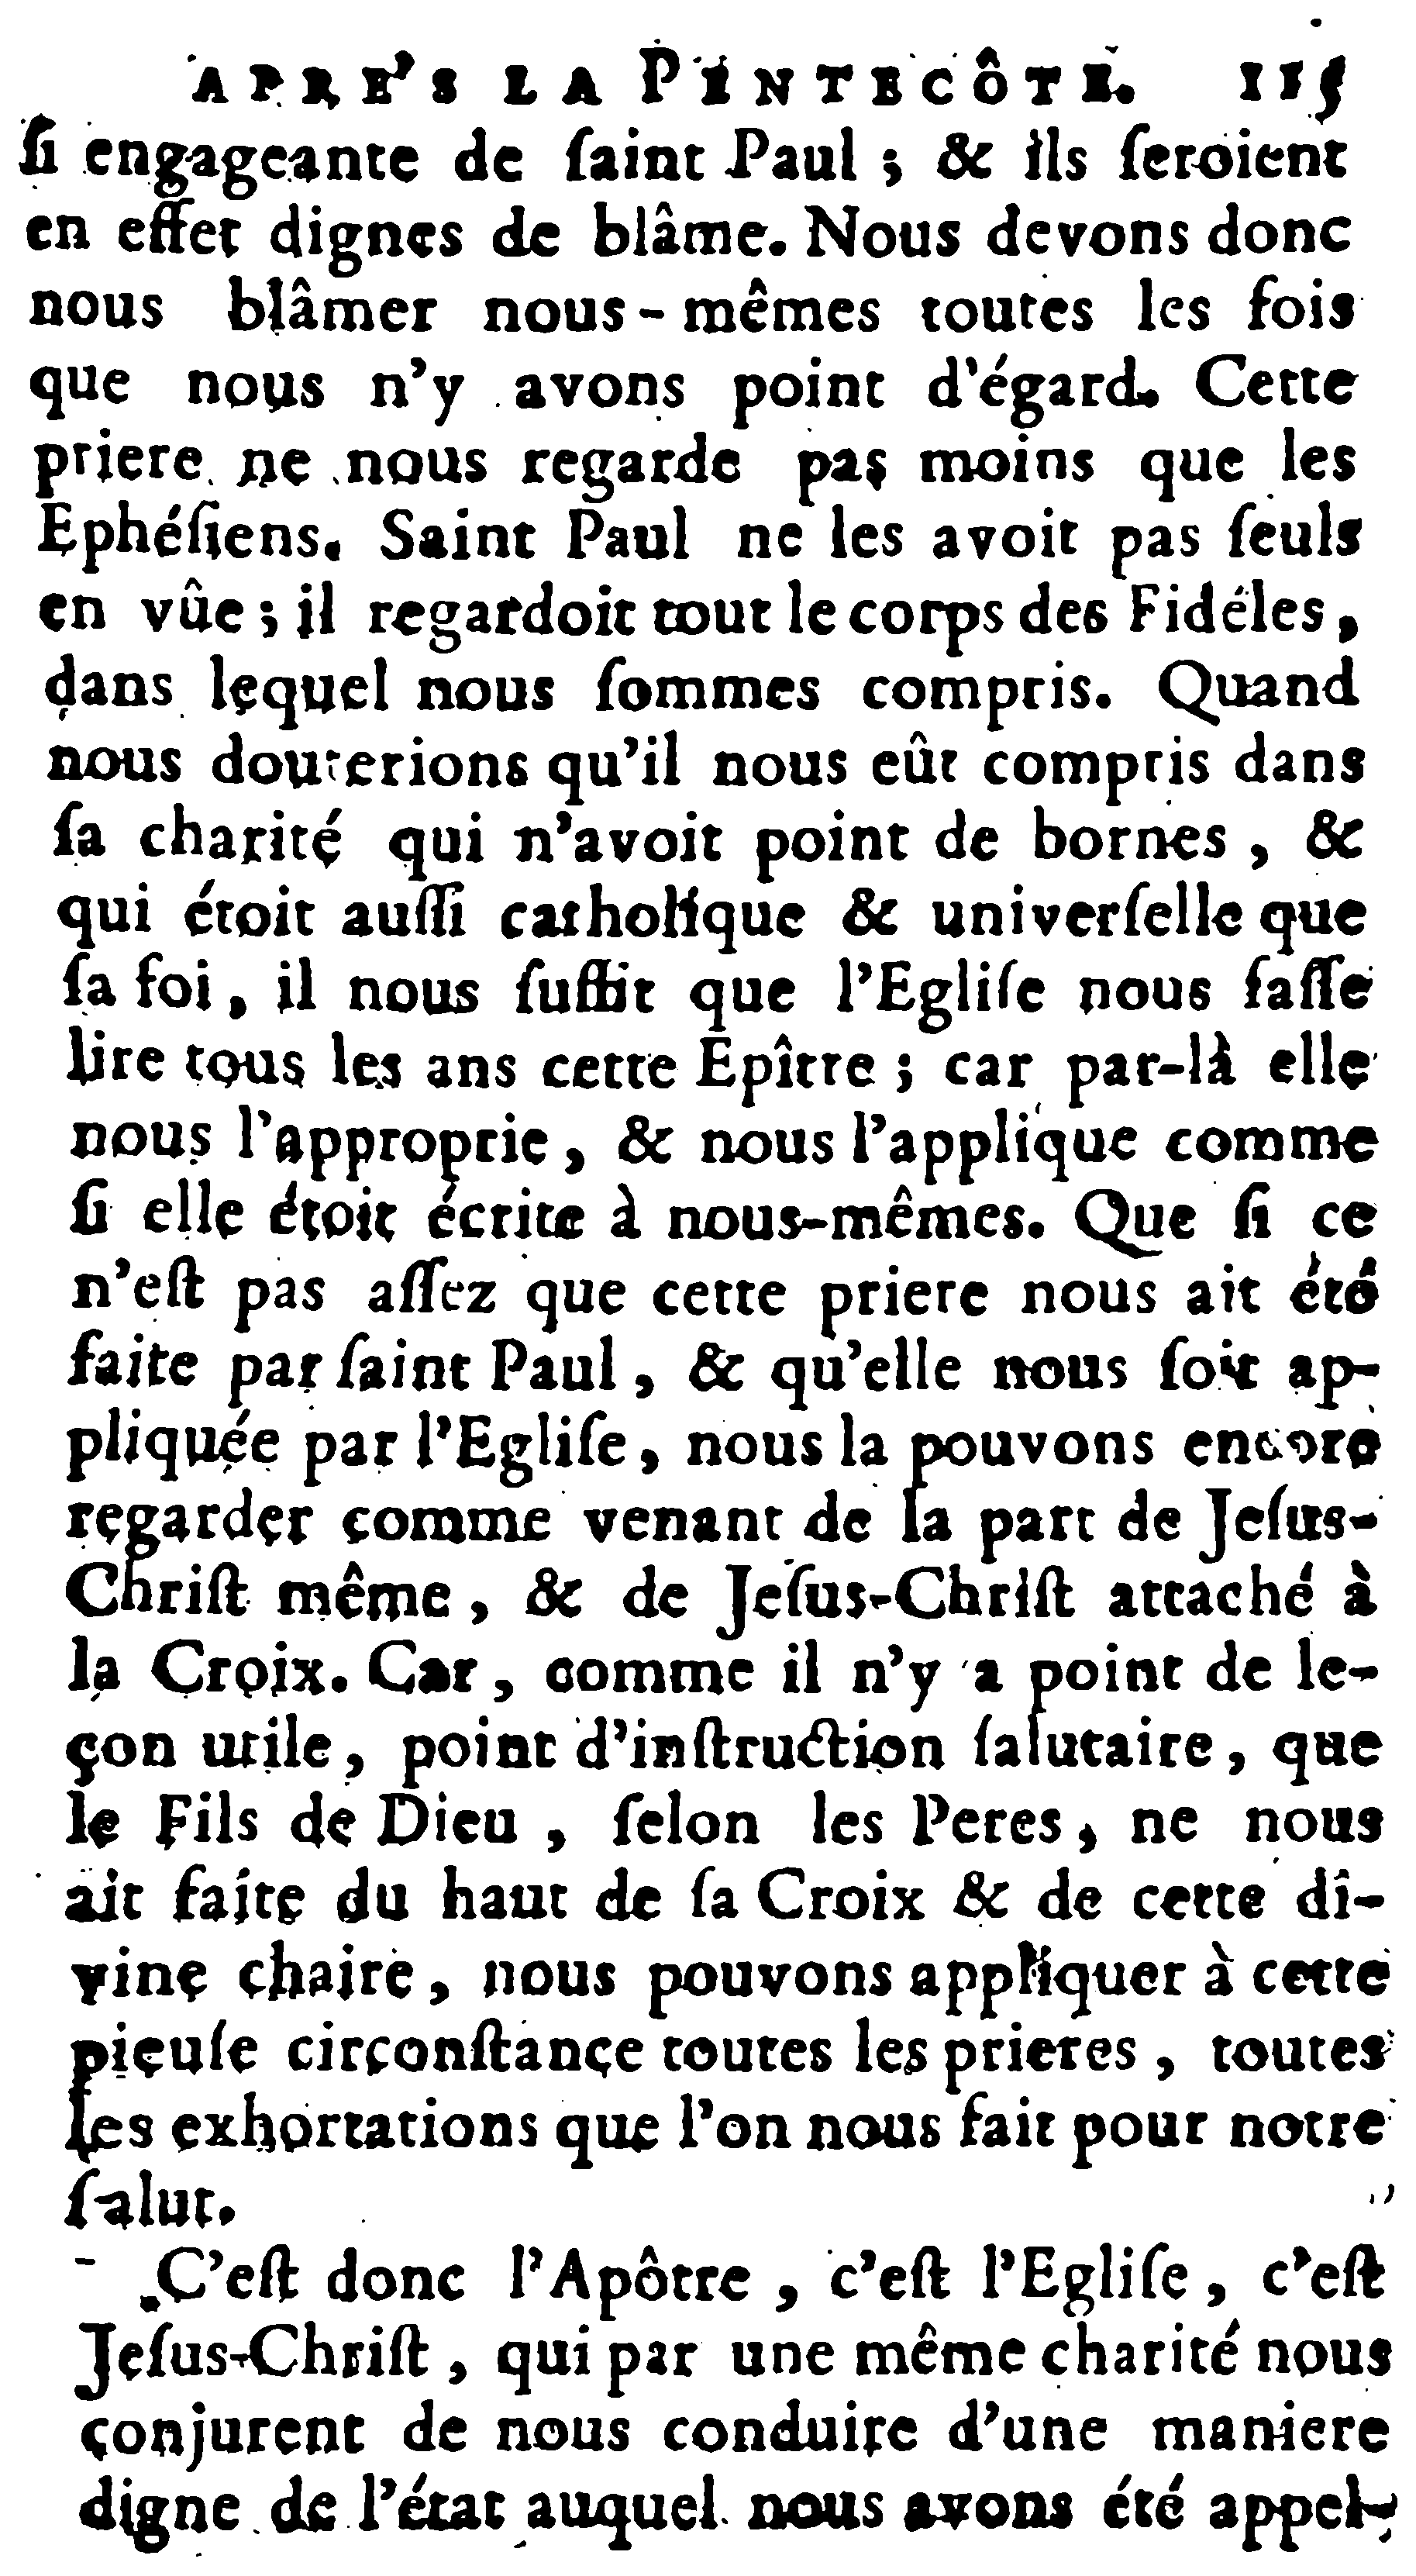 APRE'S LA PENTECÔTE. 115
ſi engageante de ſaint Paul ; & ils ſeroient
en effet dignes de blâme. Nous devons donc
nous blâmer nous-mêmes toutes les fois
que nous n'y avons point d'égard. Cette
priere ne nous regarde pas moins que les
Ephéſiens. Saint Paul ne les avoit pas ſeuls
en vûe ; il regardoit tout le corps des Fidéles,
dans lequel nous ſommes compris. Quand
nous douterions qu'il nous eût compris dans
ſa charité qui n'avoit point de bornes, &
qui étoit auſſi catholique & univerſelle que
ſa foi, il nous ſuffit que l'Egliſe nous faſſe
lire tous les ans cette Epître ; car par-là elle
nous l'approprie, & nous l'applique comme
ſi elle étoit écrite à nous-mêmes. Que ſi ce
n'eſt pas aſſez que cette priere nous ait été
faite par ſaint Paul, & qu'elle nous ſoit ap-
pliquée par l'Egliſe, nous la pouvons encore
regarder comme venant de la part de Jeſus-
Chriſt même, & de Jeſus-Chriſt attaché à
la Croix. Car, comme il n'y a point de le-
çon utile, point d'inſtruction ſalutaire, que
le Fils de Dieu, ſelon les Peres, ne nous
ait faite du haut de ſa Croix & de cette di-
vine chaire, nous pouvons appliquer à cette
pieuſe circonſtance toutes les prieres, toutes
les exhortations que l'on nous fait pour notre
ſalut.
C'eſt donc l'Apôtre, c'eſt l'Egliſe, c'eſt
Jeſus-Chriſt, qui par une même charité nous
conjurent de nous conduire d'une maniere
digne de l'état auquel nous avons été appel-